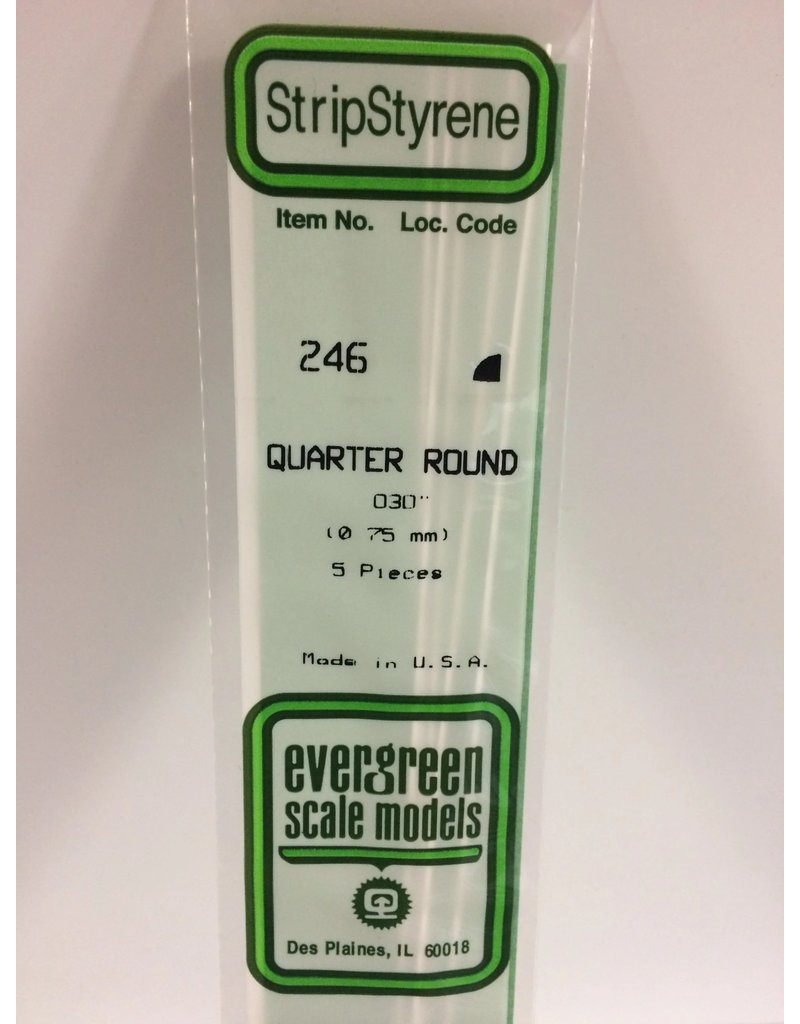 StripStyrene
Item No. Loc. Code
246
QUARTER ROUND
030"
(0 75 mm)
5 Pieces
Made in U.S.A.
evergreen
scale models
Des Plaines, IL 60018